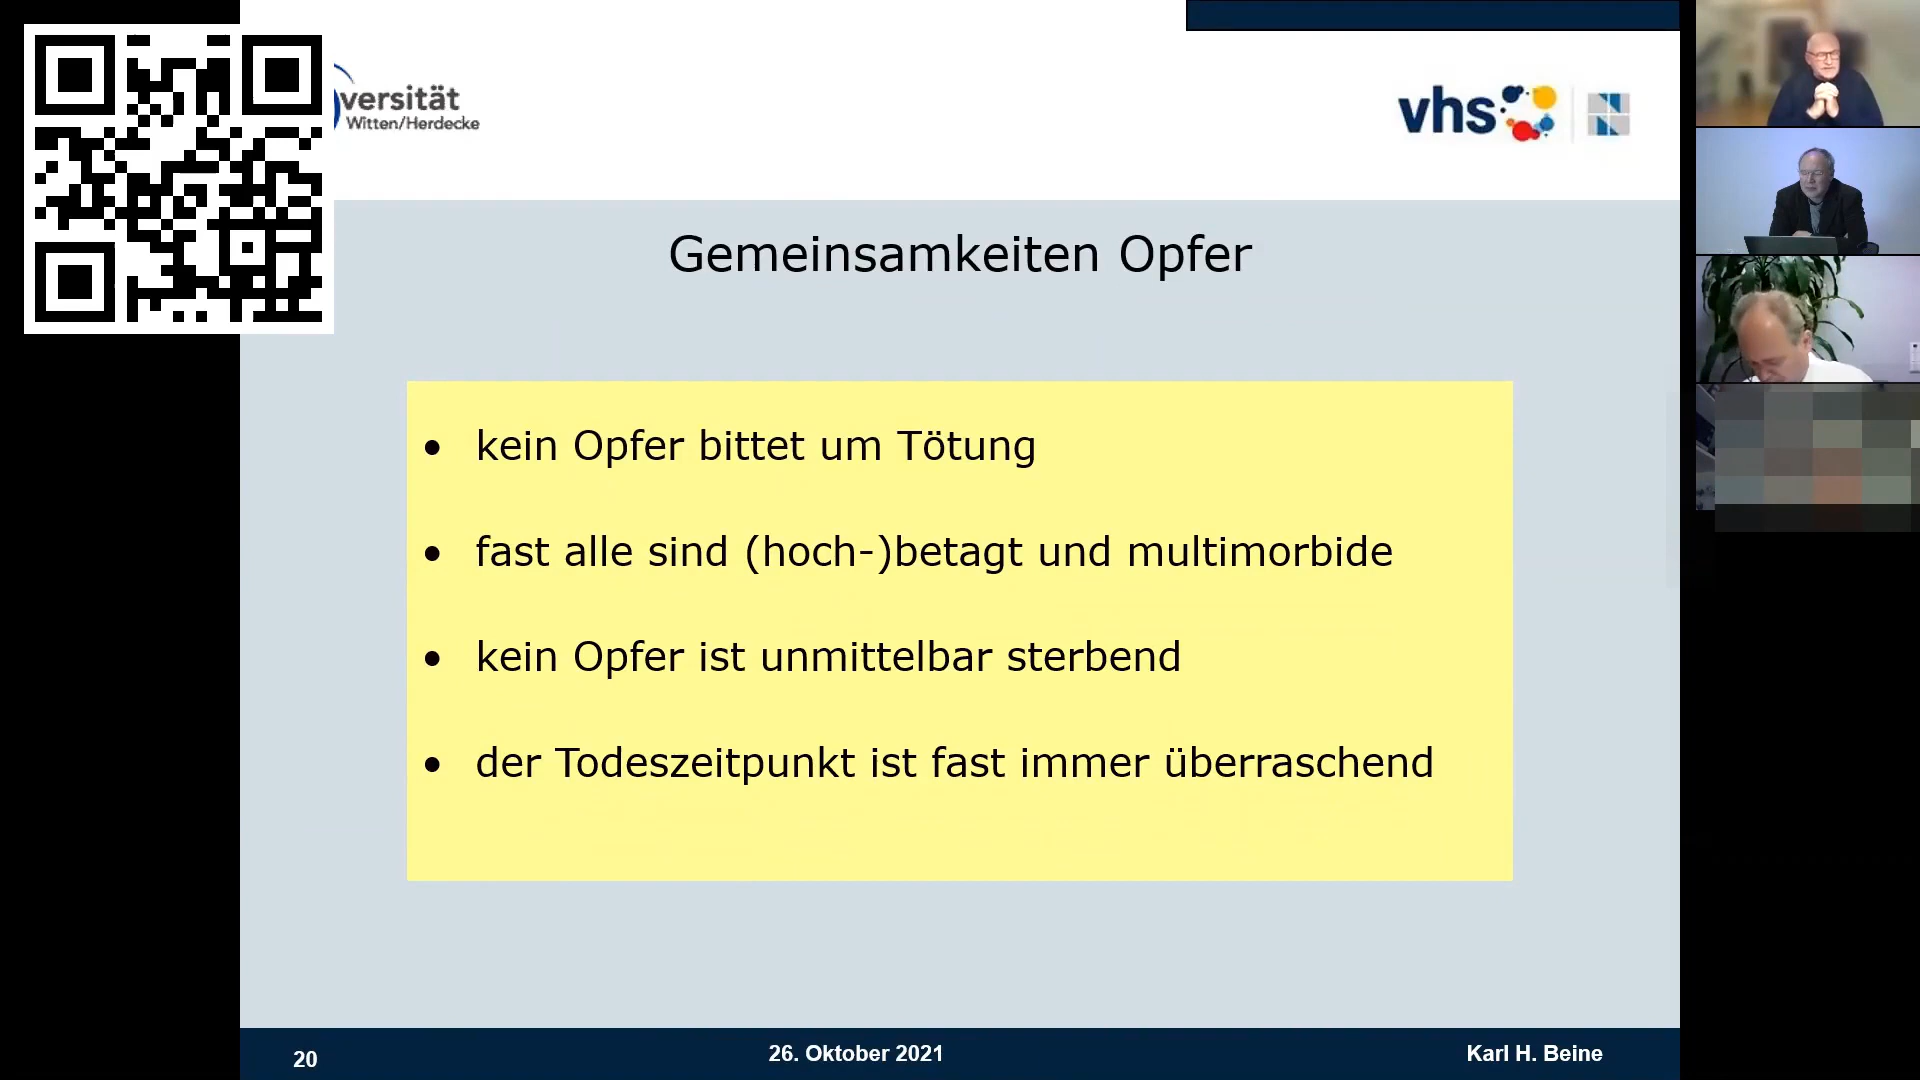 versität
Witten/Herdecke
vhs
Gemeinsamkeiten Opfer
• kein Opfer bittet um Tötung
• fast alle sind (hoch-)betagt und multimorbide
• kein Opfer ist unmittelbar sterbend
• der Todeszeitpunkt ist fast immer überraschend
20
26. Oktober 2021
Karl H. Beine